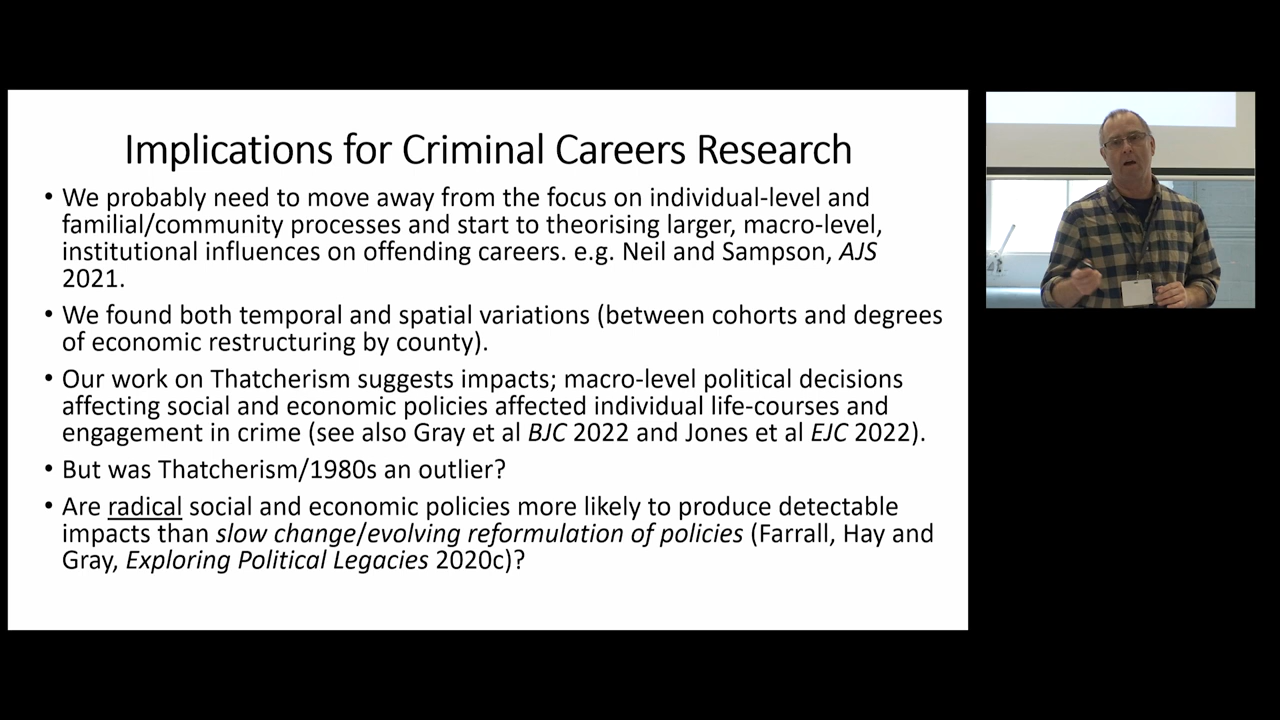 Implications for Criminal Careers Research
• We probably need to move away from the focus on individual-level and
familial/community processes and start to theorising larger, macro-level,
institutional influences on offending careers. e.g. Neil and Sampson, AJS
2021.
• We found both temporal and spatial variations (between cohorts and degrees
of economic restructuring by county).
• Our work on Thatcherism suggests impacts; macro-level political decisions
affecting social and economic policies affected individual life-courses and
engagement in crime (see also Gray et al BJC 2022 and Jones et al EJC 2022).
• But was Thatcherism/1980s an outlier?
• Are radical social and economic policies more likely to produce detectable
impacts than slow change/evolving reformulation of policies (Farrall, Hay and
Gray, Exploring Political Legacies 2020c)?